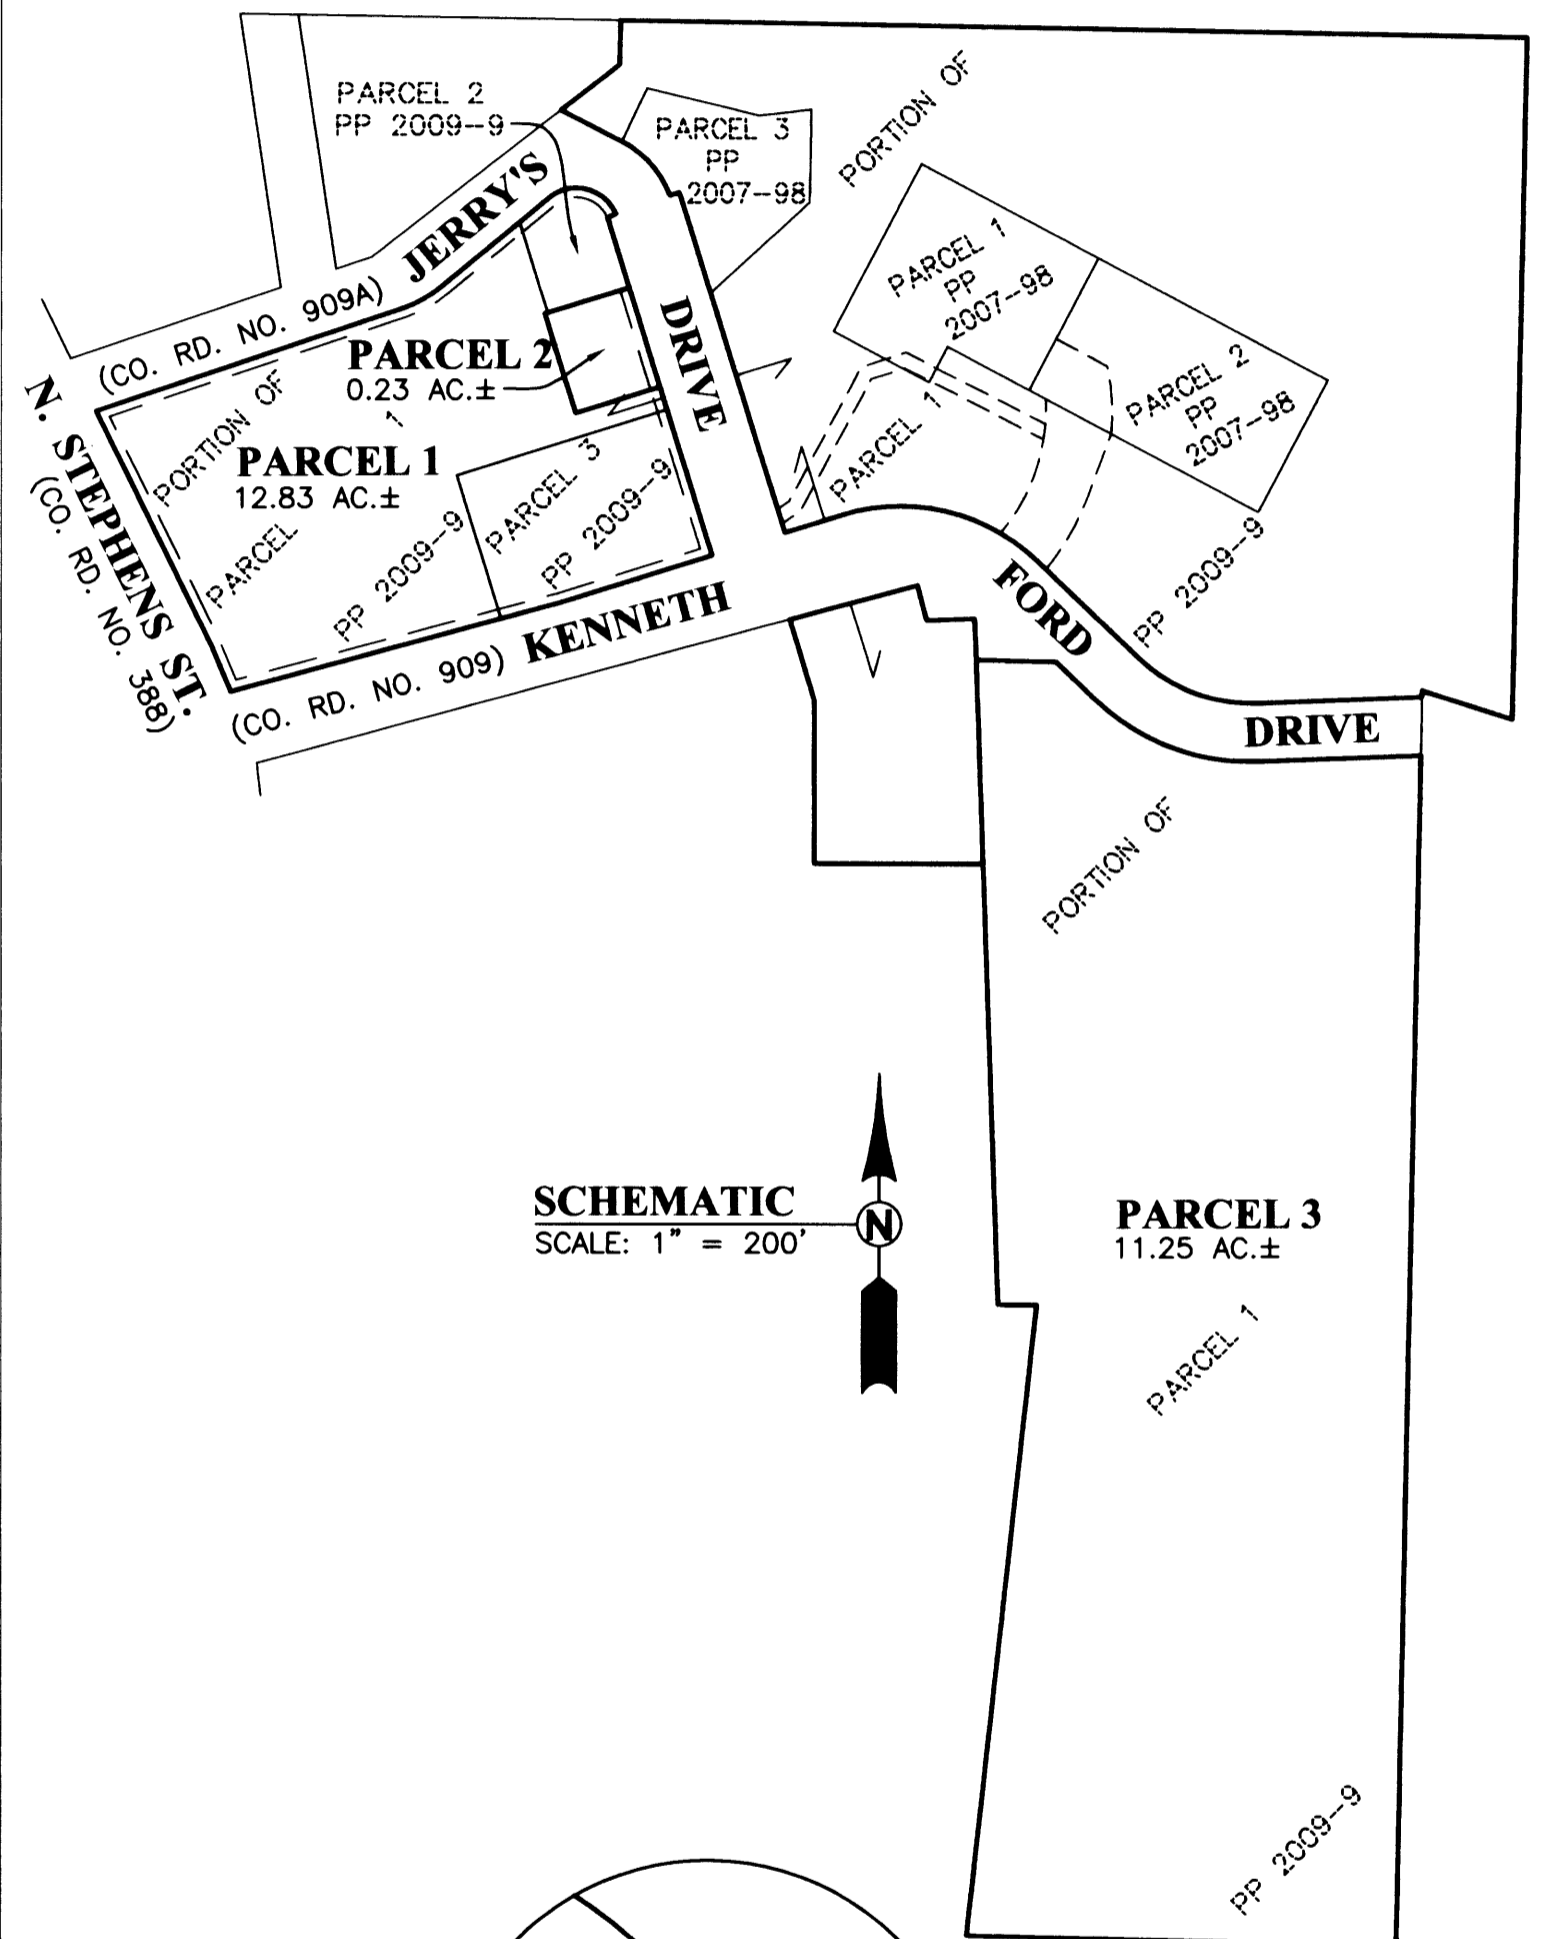 PARCEL 2
PP 2009-9
PARCEL 3
PP
2007-98
PORTION OF
PARCEL 1
PP
2007-98
PARCEL 2
PP
2007-98
JERRY'S
(CO. RD. NO. 909A)
DRIVE
PARCEL 2
0.23 AC.±
PORTION OF
1
PARCEL 1
12.83 AC.±
PARCEL
PP 2009-9
PARCEL 3
PP 2009-9
PARCEL 1
PP 2009-9
N. STEPHENS ST.
(CO. RD. NO. 388)
(CO. RD. NO. 909) KENNETH
FORD
DRIVE
PORTION OF
SCHEMATIC
SCALE: 1" = 200'
N
PARCEL 3
11.25 AC.±
PARCEL 1
PP 2009-9